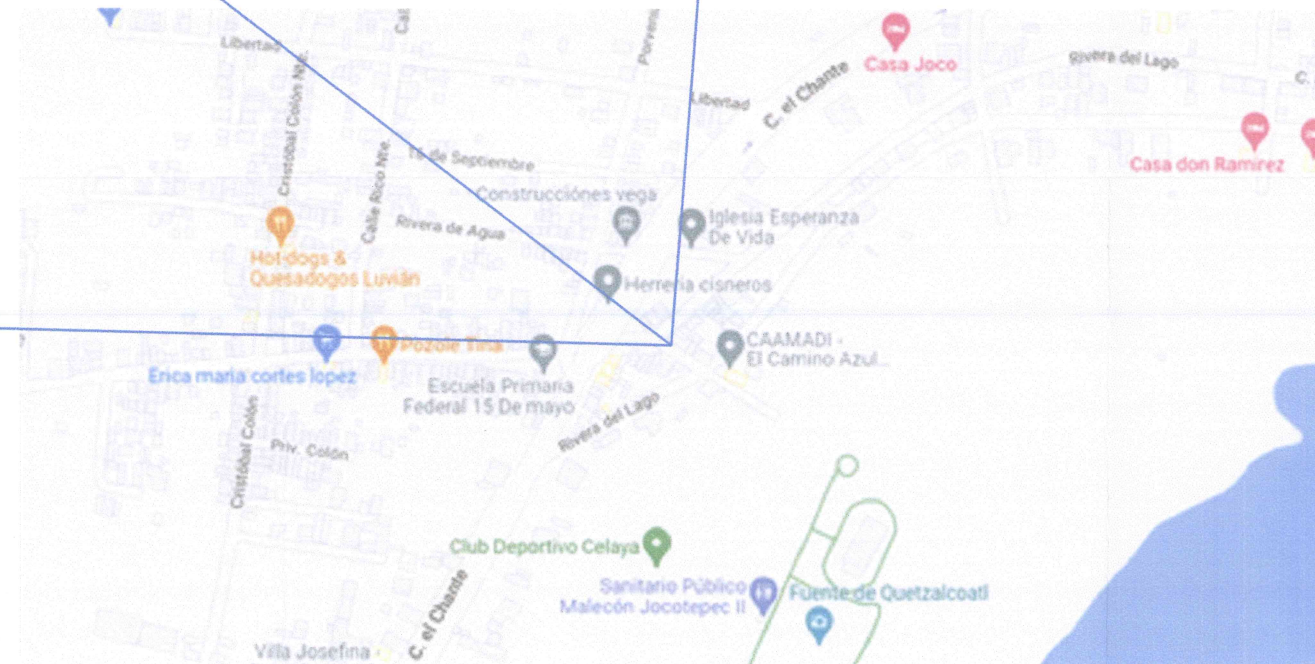 Libertad
Cristóbal Colón Nte.
Porveni
Casa Joco
Rivera del Lago
C. el Chante
Libertad
Casa don Ramirez
16 de Septiembre
Calle Rico Nte.
Construcciónes vega
Rivera de Agua
Iglesia Esperanza
De Vida
Hot-dogs &
Quesadogos Luvián
Herrería cisneros
CAAMADI -
El Camino Azul...
Pozole Tina
Erica maria cortes lopez
Escuela Primaria
Federal 15 De mayo
Rivera del Lago
Cristóbal Colón
Priv. Colón
Club Deportivo Celaya
Sanitario Público
Malecón Jocotepec II
Fuente de Quetzalcoatl
C. el Chante
Villa Josefina